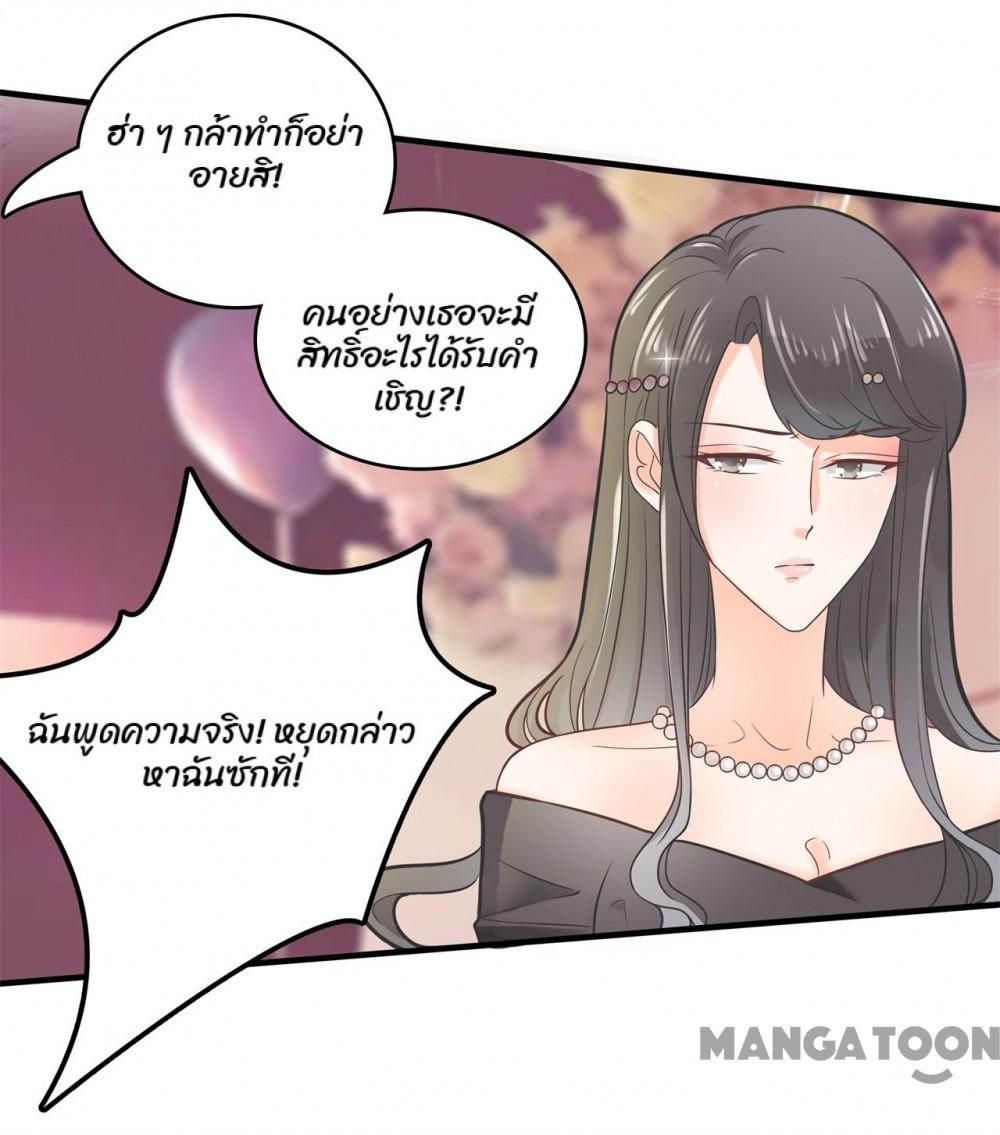 ฮ่า ๆ กล้าทำก็อย่า
อายสิ!
คนอย่างเธอจะมี
สิทธิ์อะไรได้รับคำ
เชิญ?!
ฉันพูดความจริง! หยุดกล่าว
หาฉันซักที!
MANGATOON